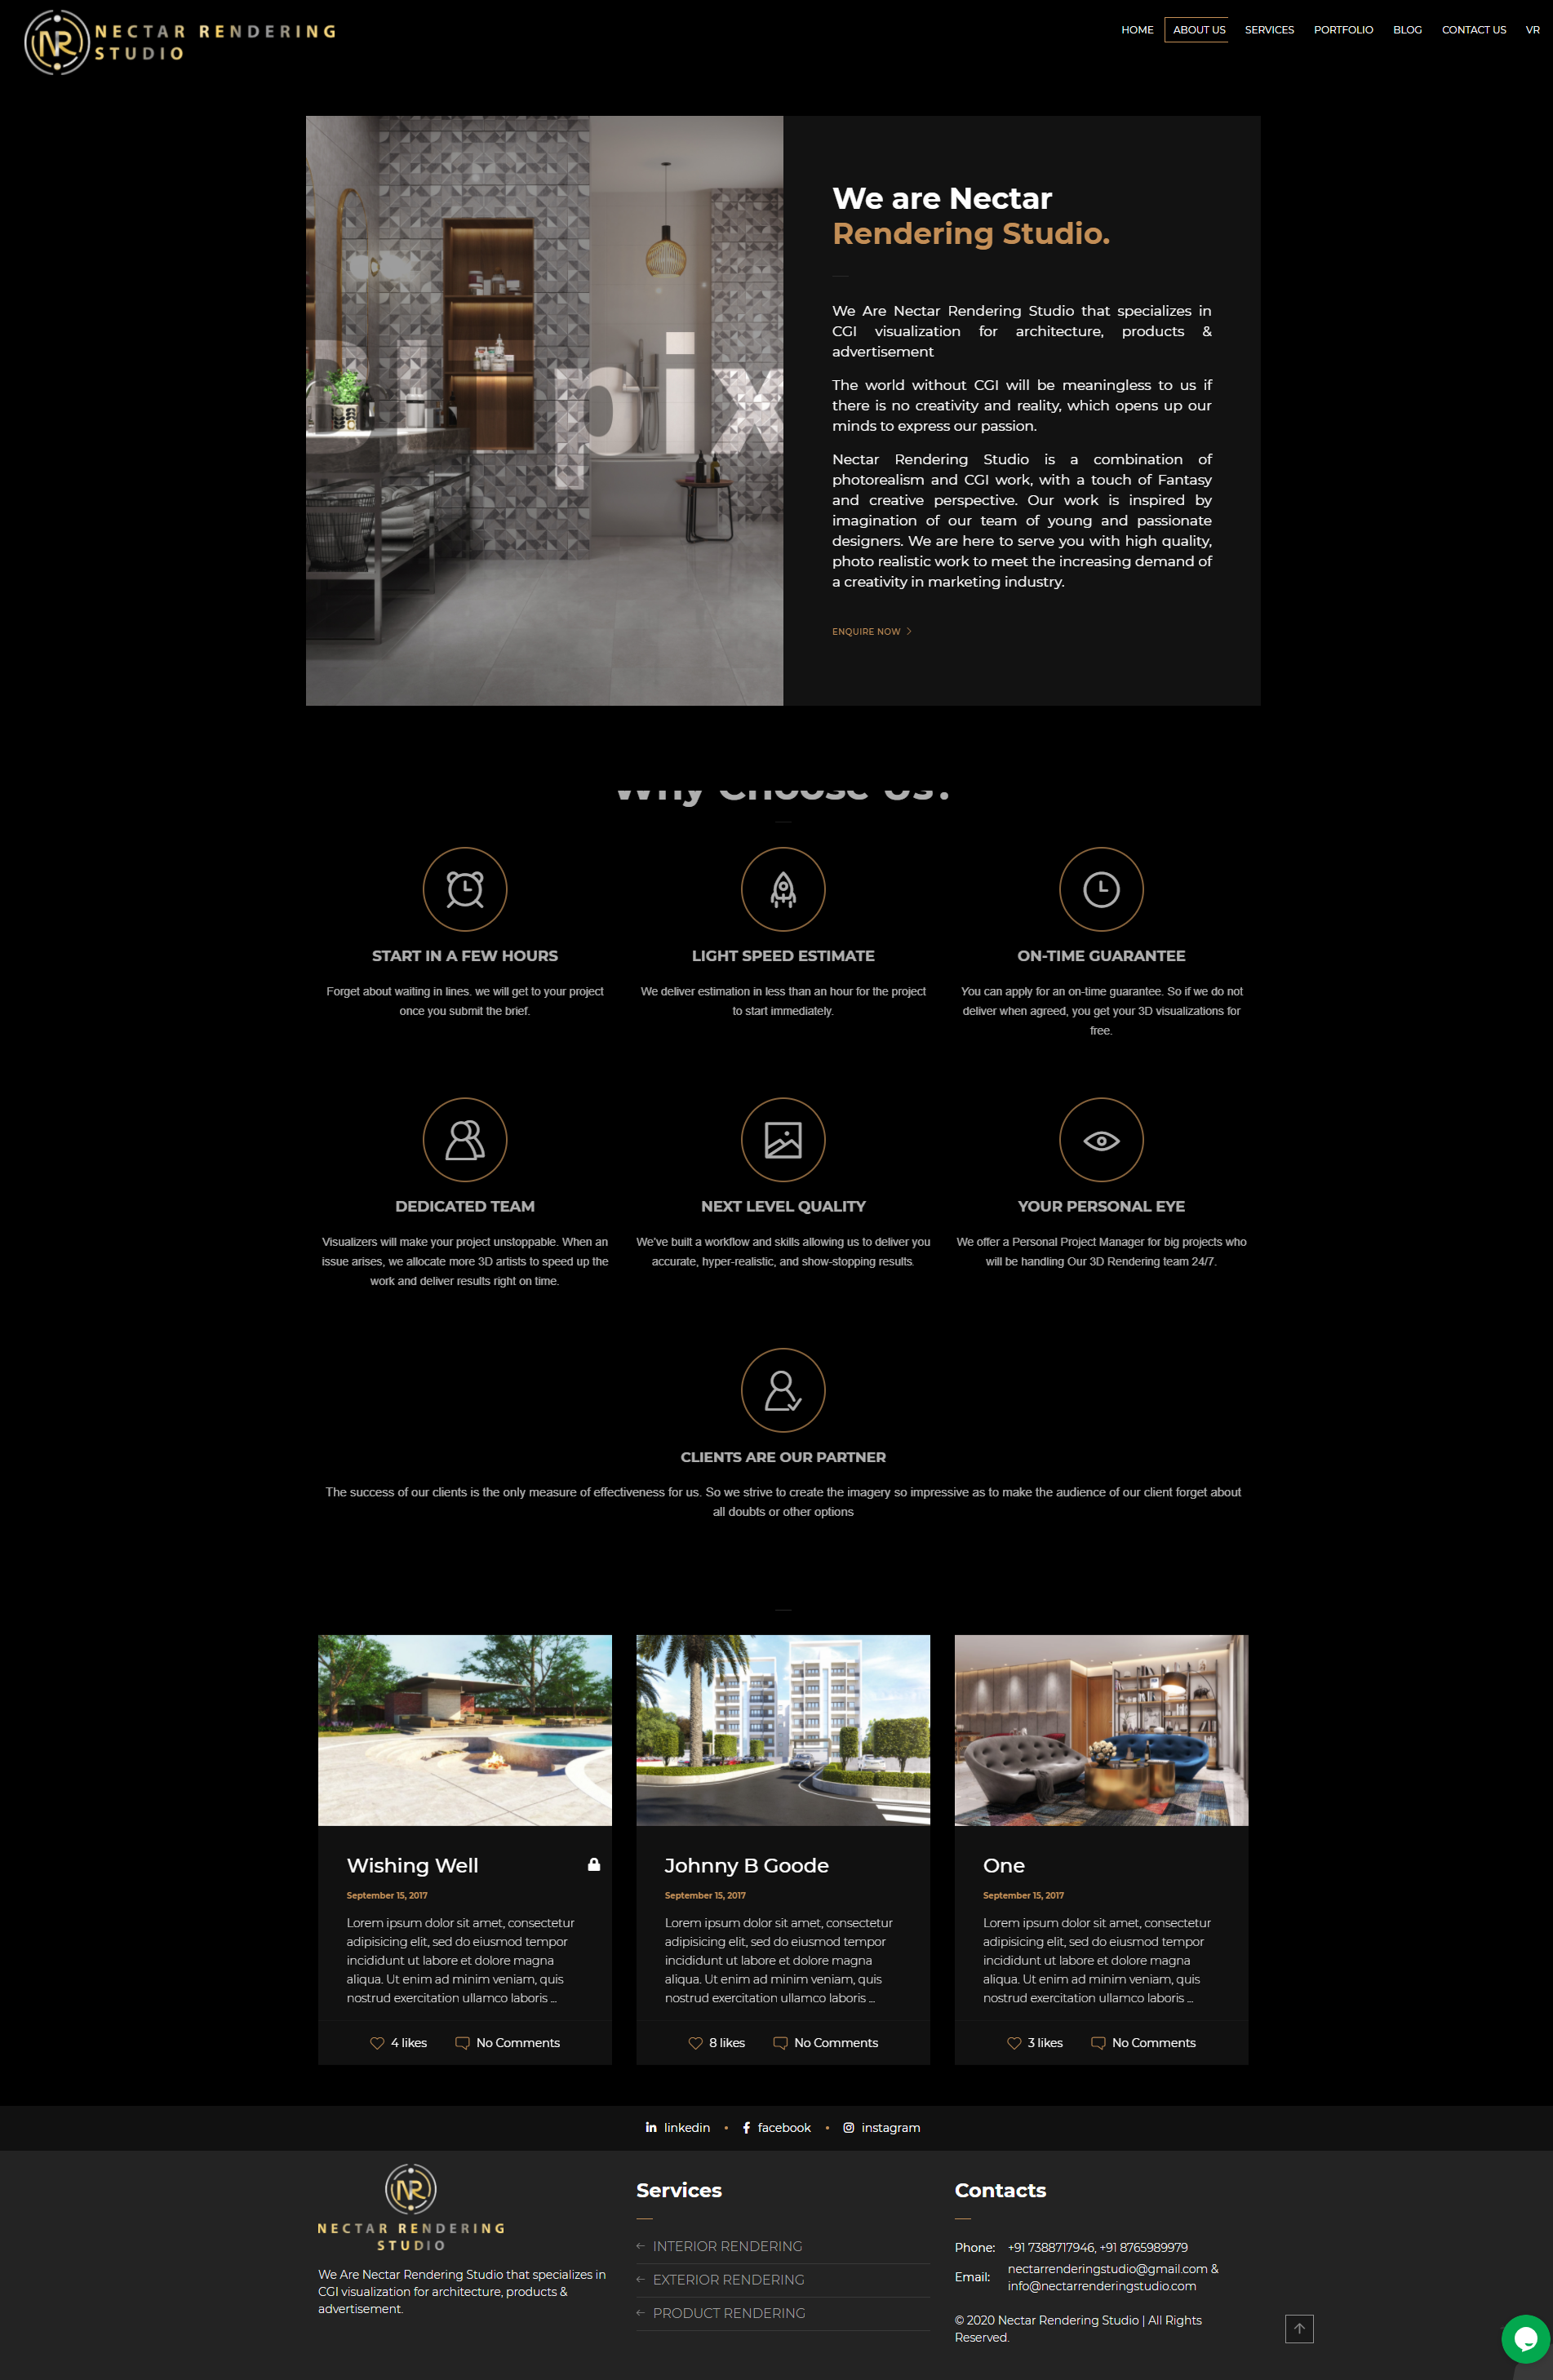 NECTAR RENDERING
STUDIO
HOME ABOUT US SERVICES PORTFOLIO BLOG CONTACT US VR
We are Nectar
Rendering Studio.
pix
We Are Nectar Rendering Studio that specializes in
CGI visualization for architecture, products &
advertisement
The world without CGI will be meaningless to us if
there is no creativity and reality, which opens up our
minds to express our passion.
Nectar Rendering Studio is a combination of
photorealism and CGI work, with a touch of Fantasy
and creative perspective. Our work is inspired by
imagination of our team of young and passionate
designers. We are here to serve you with high quality,
photo realistic work to meet the increasing demand of
a creativity in marketing industry.
ENQUIRE NOW
Why Choose Us?
START IN A FEW HOURS
Forget about waiting in lines. we will get to your project
once you submit the brief.
LIGHT SPEED ESTIMATE
We deliver estimation in less than an hour for the project
to start immediately.
ON-TIME GUARANTEE
You can apply for an on-time guarantee. So if we do not
deliver when agreed, you get your 3D visualizations for
free.
DEDICATED TEAM
Visualizers will make your project unstoppable. When an
issue arises, we allocate more 3D artists to speed up the
work and deliver results right on time.
NEXT LEVEL QUALITY
We've built a workflow and skills allowing us to deliver you
accurate, hyper-realistic, and show-stopping results.
YOUR PERSONAL EYE
We offer a Personal Project Manager for big projects who
will be handling Our 3D Rendering team 24/7.
CLIENTS ARE OUR PARTNER
The success of our clients is the only measure of effectiveness for us. So we strive to create the imagery so impressive as to make the audience of our client forget about
all doubts or other options
Wishing Well
September 15, 2017
Lorem ipsum dolor sit amet, consectetur
adipisicing elit, sed do eiusmod tempor
incididunt ut labore et dolore magna
aliqua. Ut enim ad minim veniam, quis
nostrud exercitation ullamco laboris ...
4 likes No Comments
Johnny B Goode
September 15, 2017
Lorem ipsum dolor sit amet, consectetur
adipisicing elit, sed do eiusmod tempor
incididunt ut labore et dolore magna
aliqua. Ut enim ad minim veniam, quis
nostrud exercitation ullamco laboris ...
8 likes No Comments
One
September 15, 2017
Lorem ipsum dolor sit amet, consectetur
adipisicing elit, sed do eiusmod tempor
incididunt ut labore et dolore magna
aliqua. Ut enim ad minim veniam, quis
nostrud exercitation ullamco laboris ...
3 likes No Comments
linkedin • facebook • instagram
NR
NECTAR RENDERING
STUDIO
We Are Nectar Rendering Studio that specializes in
CGI visualization for architecture, products &
advertisement.
Services
INTERIOR RENDERING
EXTERIOR RENDERING
PRODUCT RENDERING
Contacts
Phone: +91 7388717946, +91 8765989979
Email: nectarrenderingstudio@gmail.com &
info@nectarrenderingstudio.com
© 2020 Nectar Rendering Studio | All Rights
Reserved.